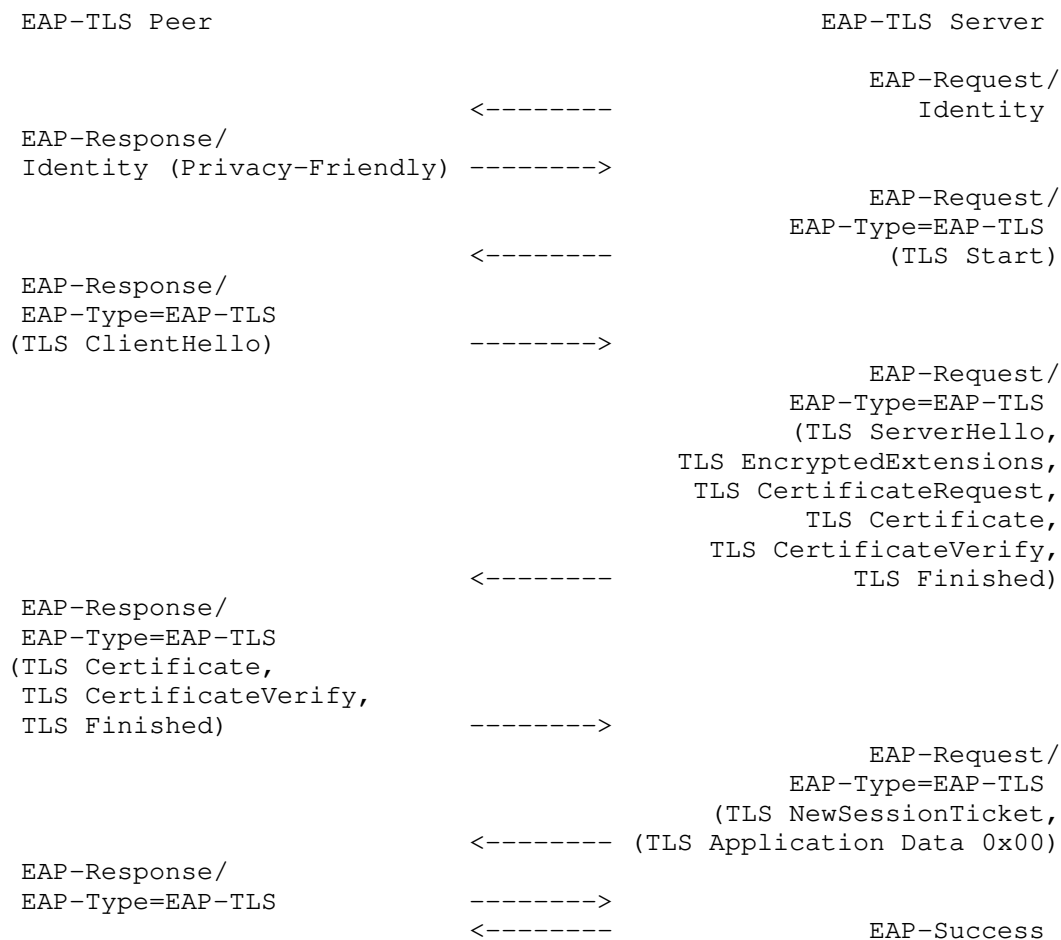 EAP-TLS Peer                                      EAP-TLS Server

                                                     EAP-Request/
                             <--------                   Identity
EAP-Response/
Identity (Privacy-Friendly) -------->
                                                     EAP-Request/
                                                EAP-Type=EAP-TLS
                             <--------                (TLS Start)
EAP-Response/
EAP-Type=EAP-TLS
(TLS ClientHello)            -------->
                                                     EAP-Request/
                                                EAP-Type=EAP-TLS
                                                (TLS ServerHello,
                                         TLS EncryptedExtensions,
                                          TLS CertificateRequest,
                                                 TLS Certificate,
                                           TLS CertificateVerify,
                             <--------              TLS Finished)
EAP-Response/
EAP-Type=EAP-TLS
(TLS Certificate,
TLS CertificateVerify,
TLS Finished)                -------->
                                                     EAP-Request/
                                                EAP-Type=EAP-TLS
                                           (TLS NewSessionTicket,
                             <-------- (TLS Application Data 0x00)
EAP-Response/
EAP-Type=EAP-TLS             -------->
                             <--------                EAP-Success